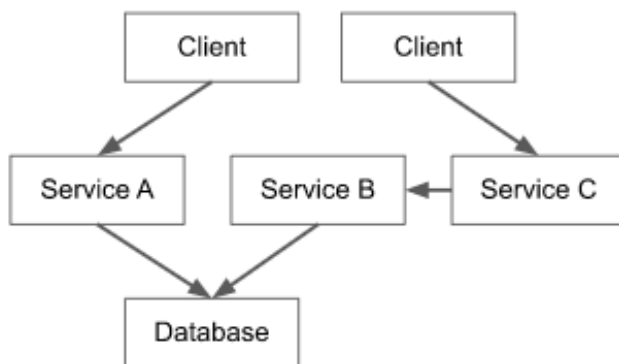 Client
Client
Service A
Service B
Service C
Database